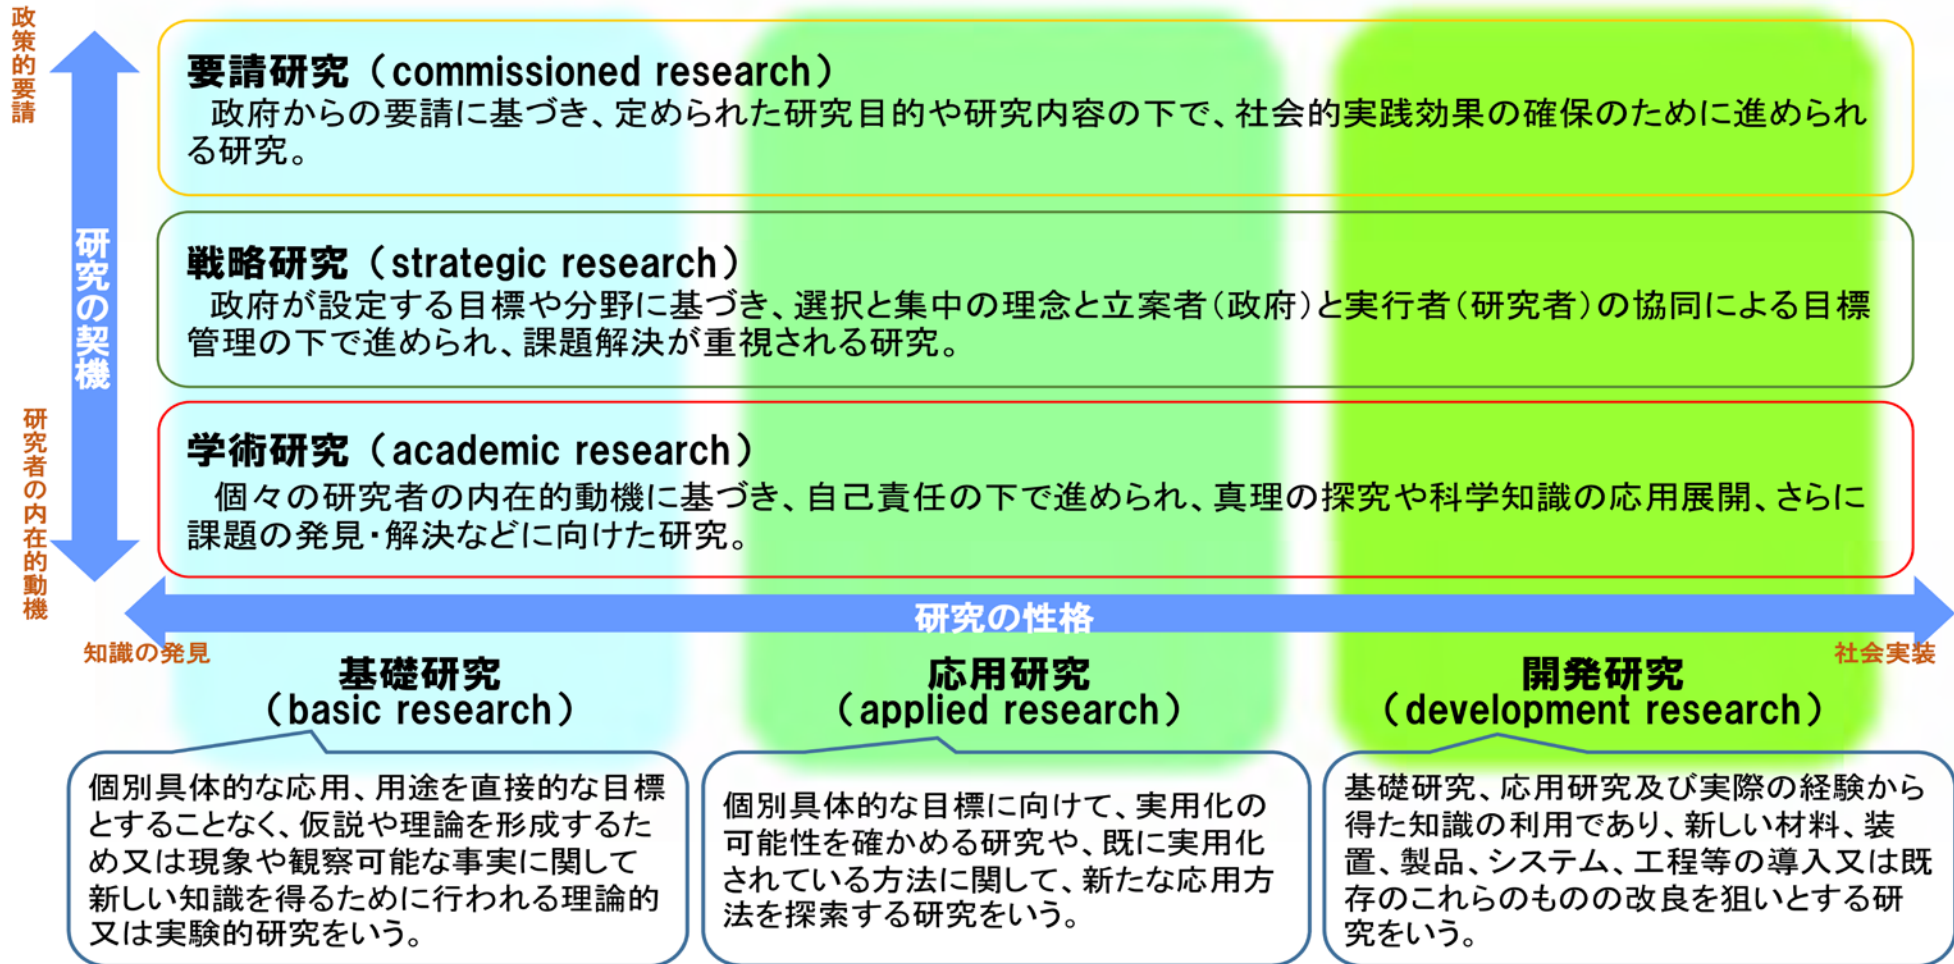 政策的要請
要請研究（commissioned research）
政府からの要請に基づき、定められた研究目的や研究内容の下で、社会的実践効果の確保のために進められ
る研究。
研究の契機
戦略研究（strategic research）
政府が設定する目標や分野に基づき、選択と集中の理念と立案者（政府）と実行者（研究者）の協同による目標
管理の下で進められ、課題解決が重視される研究。
研究者の内在的動機
学術研究（academic research）
個々の研究者の内在的動機に基づき、自己責任の下で進められ、真理の探究や科学知識の応用展開、さらに
課題の発見・解決などに向けた研究。
研究の性格
知識の発見
社会実装
基礎研究
（basic research）
応用研究
（applied research）
開発研究
（development research）
個別具体的な応用、用途を直接的な目標
とすることなく、仮説や理論を形成するた
め又は現象や観察可能な事実に関して
新しい知識を得るために行われる理論的
又は実験的研究をいう。
個別具体的な目標に向けて、実用化の
可能性を確かめる研究や、既に実用化
されている方法に関して、新たな応用方
法を探索する研究をいう。
基礎研究、応用研究及び実際の経験から
得た知識の利用であり、新しい材料、装
置、製品、システム、工程等の導入又は既
存のこれらのものの改良を狙いとする研
究をいう。